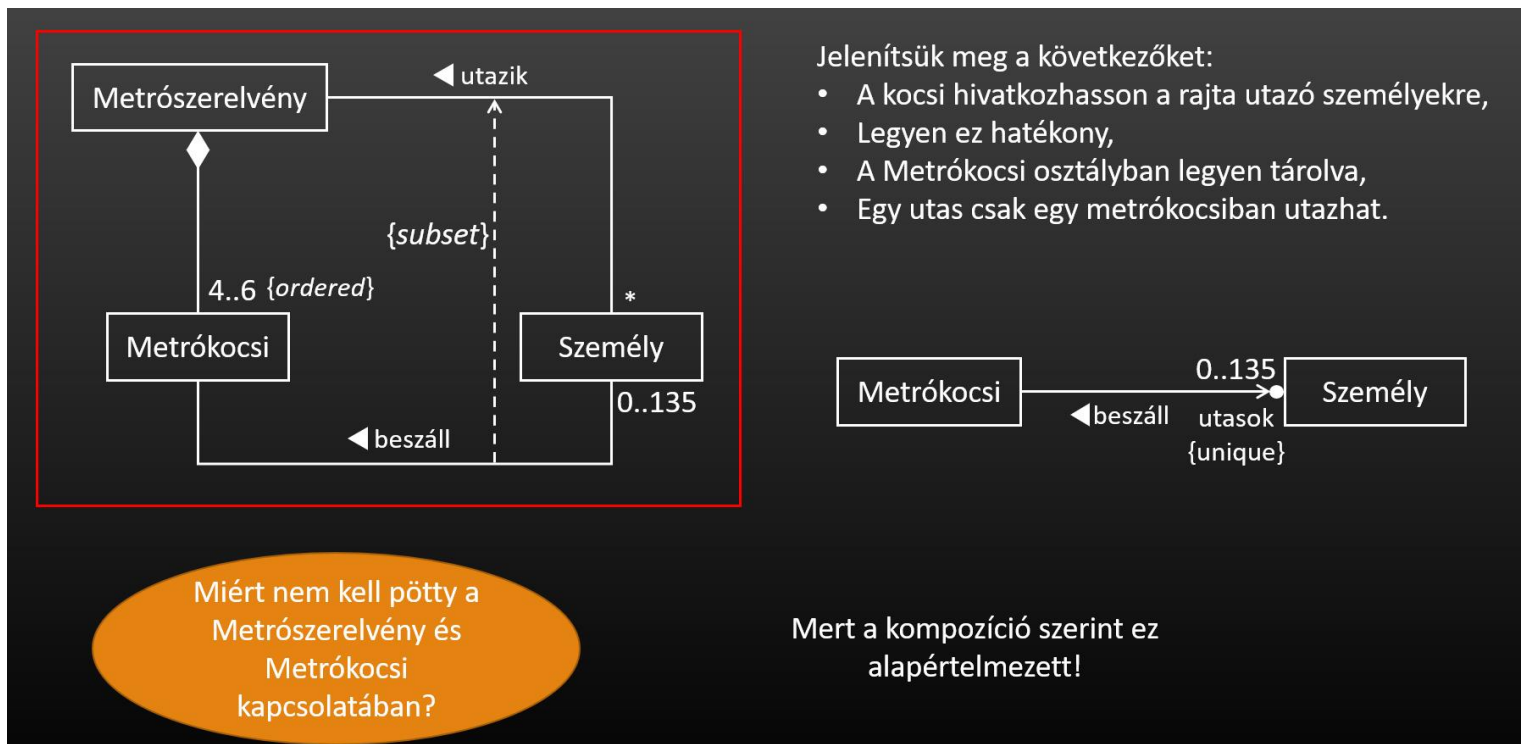 ◀ utazik
Metrószerelvény
{subset}
4..6 {ordered}
*
Metrókocsi
Személy
0..135
◀ beszáll
Jelenítsük meg a következőket:
• A kocsi hivatkozhasson a rajta utazó személyekre,
• Legyen ez hatékony,
• A Metrókocsi osztályban legyen tárolva,
• Egy utas csak egy metrókocsiban utazhat.
0..135
Metrókocsi
Személy
◀ beszáll
utasok
{unique}
Miért nem kell pötty a
Metrószerelvény és
Metrókocsi
kapcsolatában?
Mert a kompozíció szerint ez
alapértelmezett!